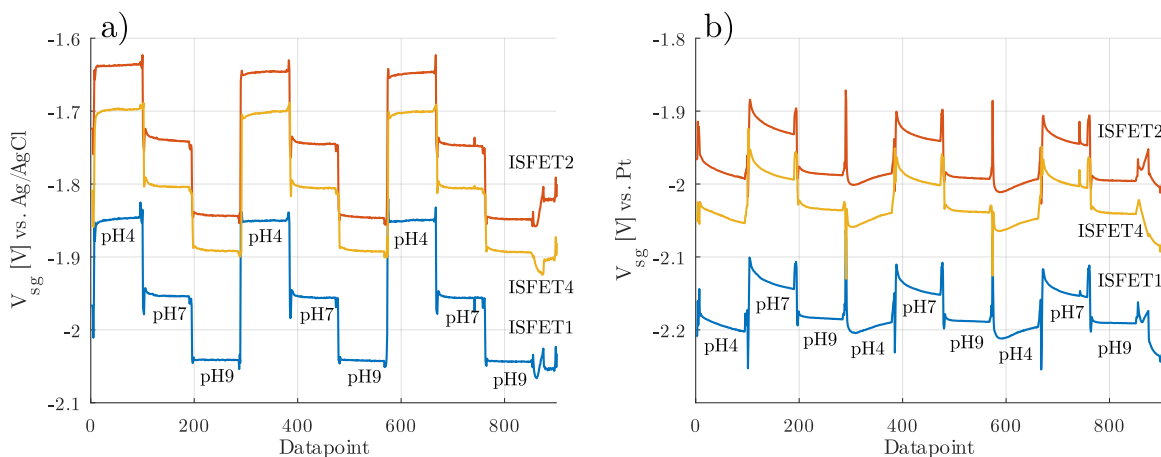 a)
V_sg [V] vs. Ag/AgCl
-1.6
-1.7
-1.8
-1.9
-2
-2.1
0
200
400
600
800
Datapoint
pH4
pH7
pH9
pH4
pH7
pH9
pH4
pH7
pH9
ISFET2
ISFET4
ISFET1
b)
V_sg [V] vs. Pt
-1.8
-1.9
-2
-2.1
-2.2
0
200
400
600
800
Datapoint
pH4
pH7
pH9
pH4
pH7
pH9
pH4
pH7
pH9
ISFET2
ISFET4
ISFET1